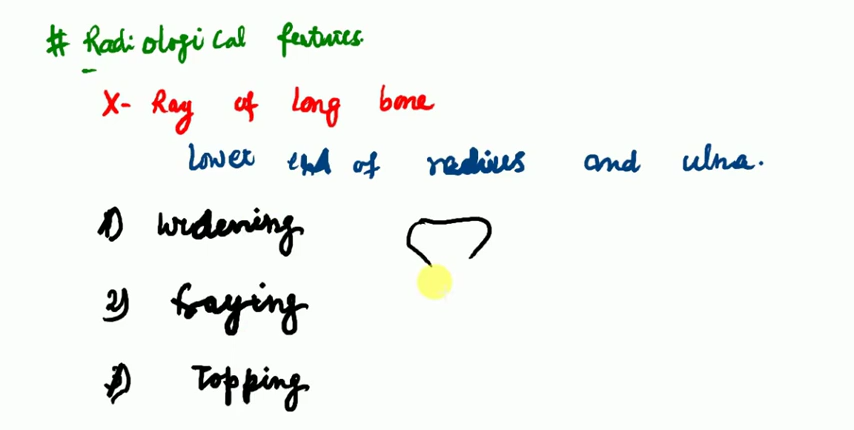 # Radiological features
X- Ray of long bone
lower end of radius and ulna.
1) Widening
2) fraying
3) Topping